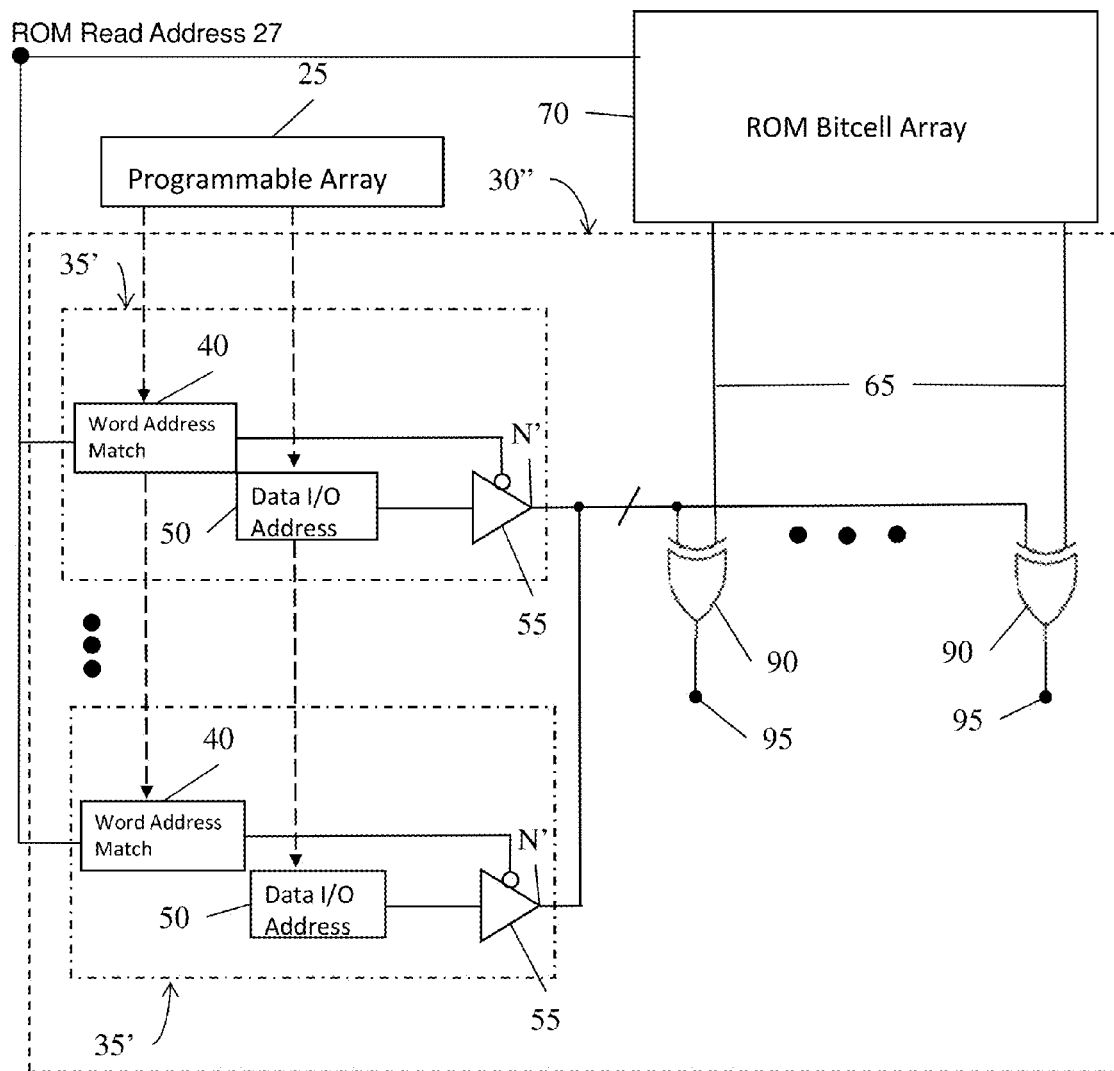 ROM Read Address 27
25
70
ROM Bitcell Array
Programmable Array
30”
35’
40
65
Word Address
Match
N’
50
Data I/O
Address
55
90
90
95
95
40
Word Address
Match
N’
50
Data I/O
Address
55
35’